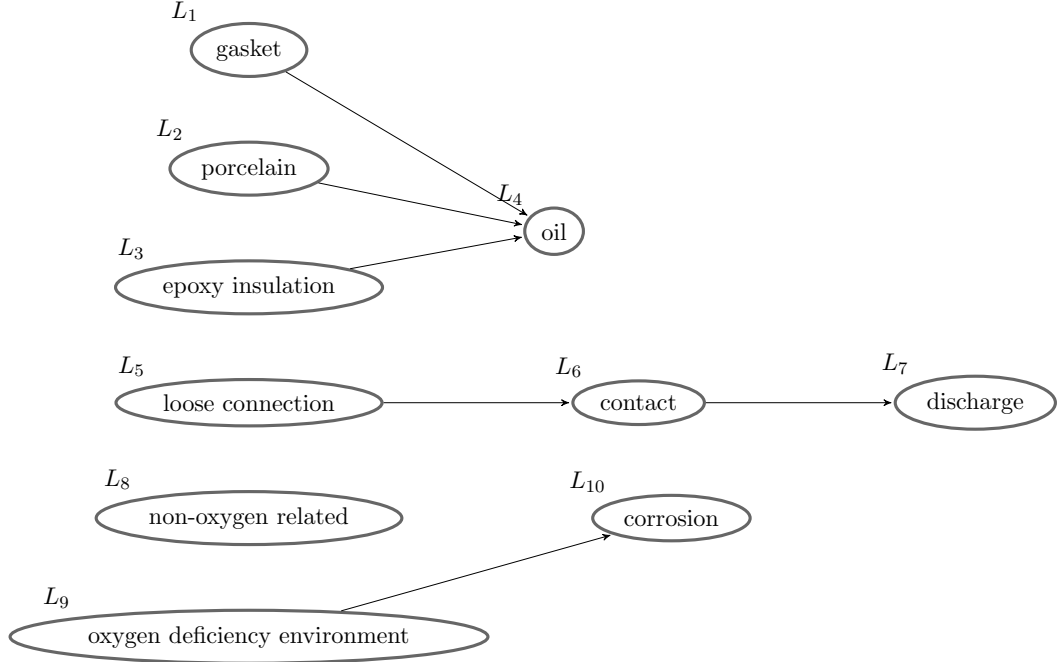 L1
gasket
L2
porcelain
L4
oil
L3
epoxy insulation
L5
loose connection
L6
contact
L7
discharge
L8
non-oxygen related
L10
corrosion
L9
oxygen deficiency environment